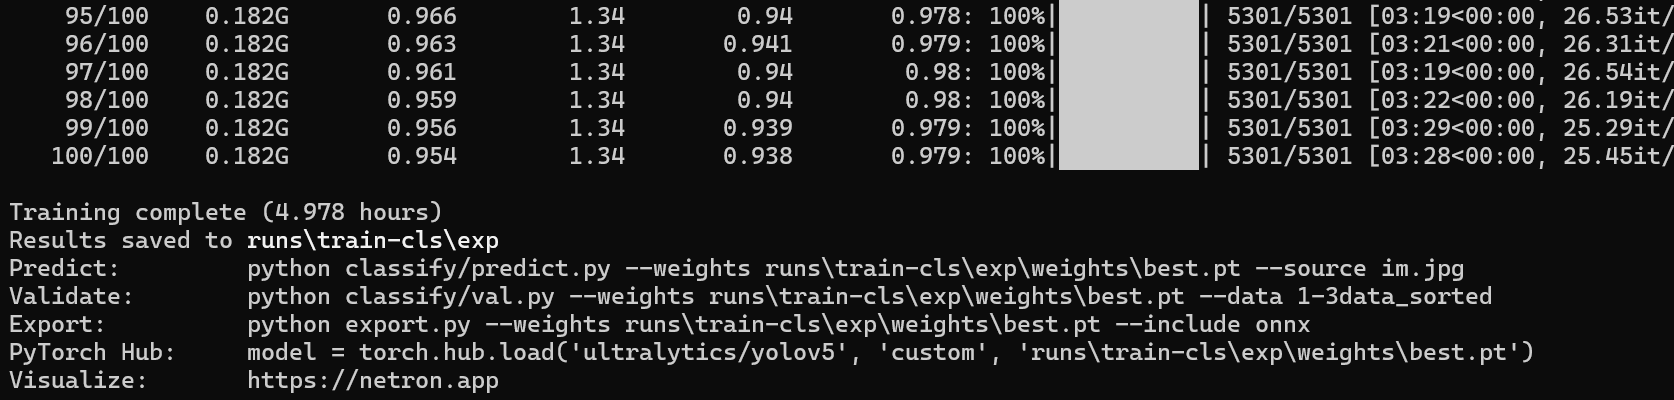 95/100 0.182G 0.966 1.34 0.94 0.978: 100%| | 5301/5301 [03:19<00:00, 26.53it/
96/100 0.182G 0.963 1.34 0.941 0.979: 100%| | 5301/5301 [03:21<00:00, 26.31it/
97/100 0.182G 0.961 1.34 0.94 0.98: 100%| | 5301/5301 [03:19<00:00, 26.54it/
98/100 0.182G 0.959 1.34 0.94 0.98: 100%| | 5301/5301 [03:22<00:00, 26.19it/
99/100 0.182G 0.956 1.34 0.939 0.979: 100%| | 5301/5301 [03:29<00:00, 25.29it/
100/100 0.182G 0.954 1.34 0.938 0.979: 100%| | 5301/5301 [03:28<00:00, 25.45it/
Training complete (4.978 hours)
Results saved to runs\train-cls\exp
Predict: python classify/predict.py --weights runs\train-cls\exp\weights\best.pt --source im.jpg
Validate: python classify/val.py --weights runs\train-cls\exp\weights\best.pt --data 1-3data_sorted
Export: python export.py --weights runs\train-cls\exp\weights\best.pt --include onnx
PyTorch Hub: model = torch.hub.load('ultralytics/yolov5', 'custom', 'runs\train-cls\exp\weights\best.pt')
Visualize: https://netron.app